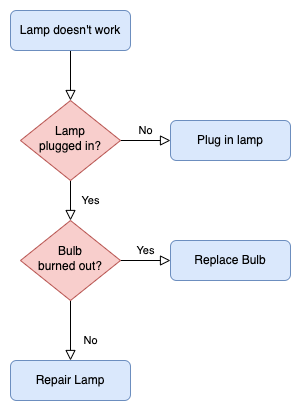 Lamp doesn't work
Lamp
plugged in?
No
Plug in lamp
Yes
Bulb
burned out?
Yes
Replace Bulb
No
Repair Lamp